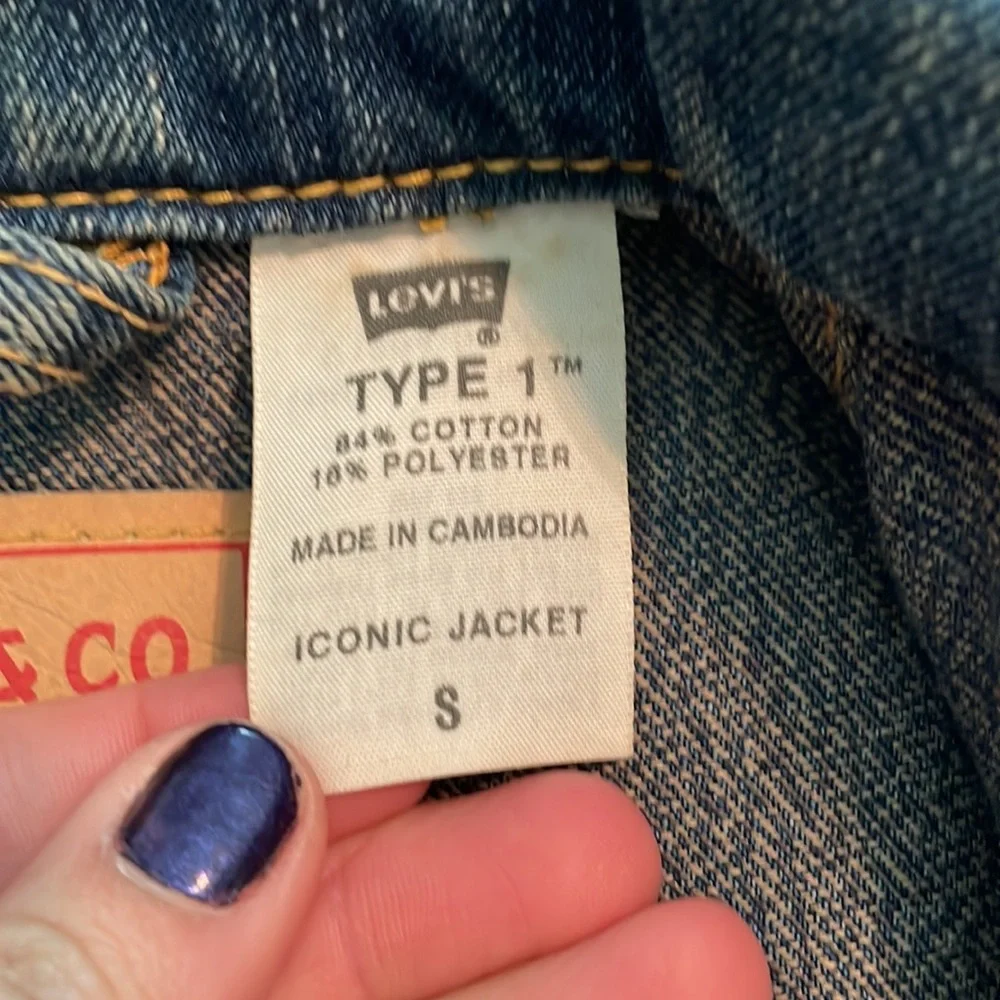 LEVI'S
®
TYPE 1™
84% COTTON
16% POLYESTER
MADE IN CAMBODIA
ICONIC JACKET
S
& CO